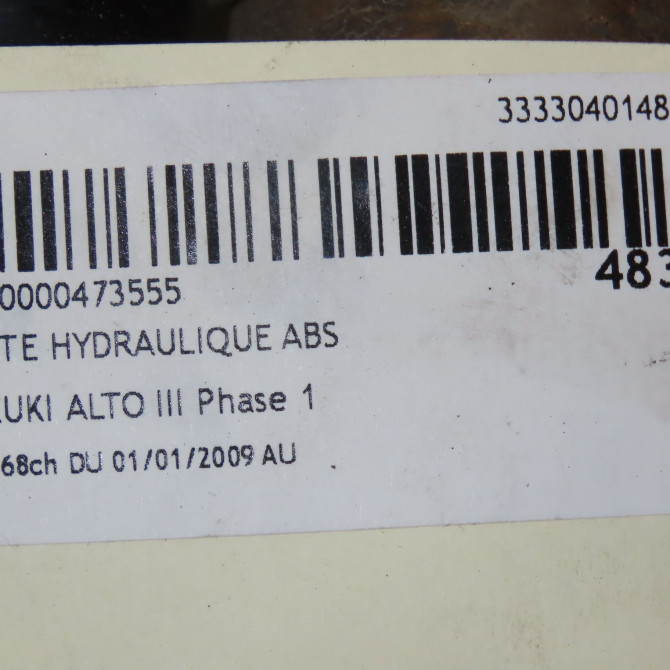 3333040148
0000473555
483
TE HYDRAULIQUE ABS
UKI ALTO III Phase 1
68ch DU 01/01/2009 AU